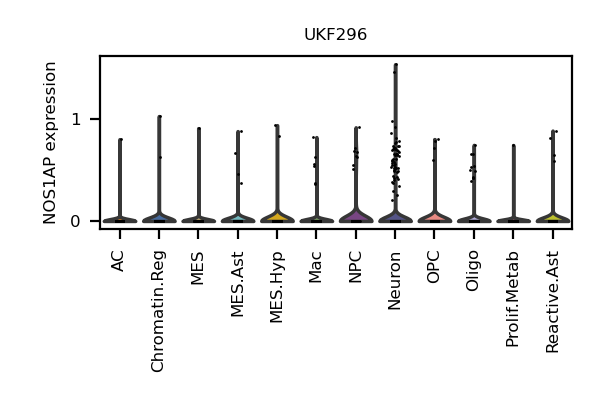 UKF296
NOS1AP expression
1
0
AC
Chromatin.Reg
MES
MES.Ast
MES.Hyp
Mac
NPC
Neuron
OPC
Oligo
Prolif.Metab
Reactive.Ast